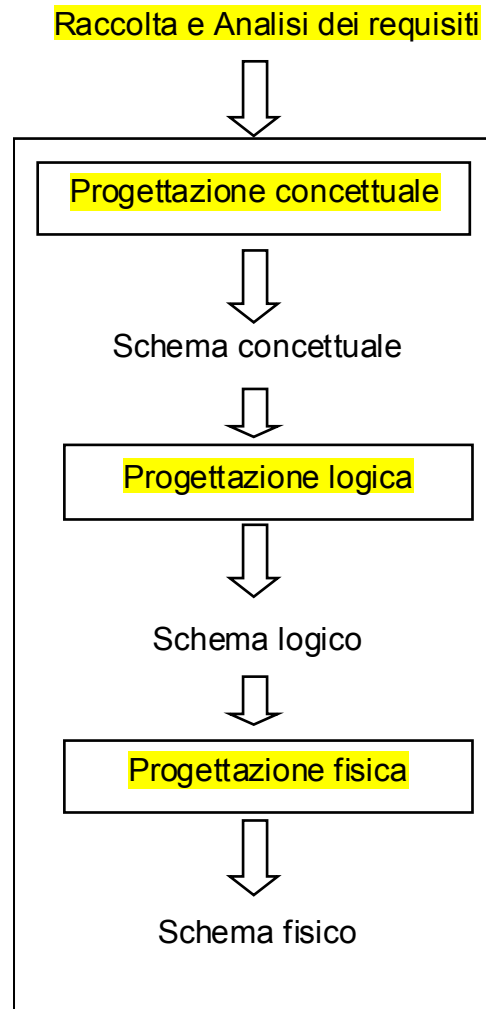 Raccolta e Analisi dei requisiti
Progettazione concettuale
Schema concettuale
Progettazione logica
Schema logico
Progettazione fisica
Schema fisico